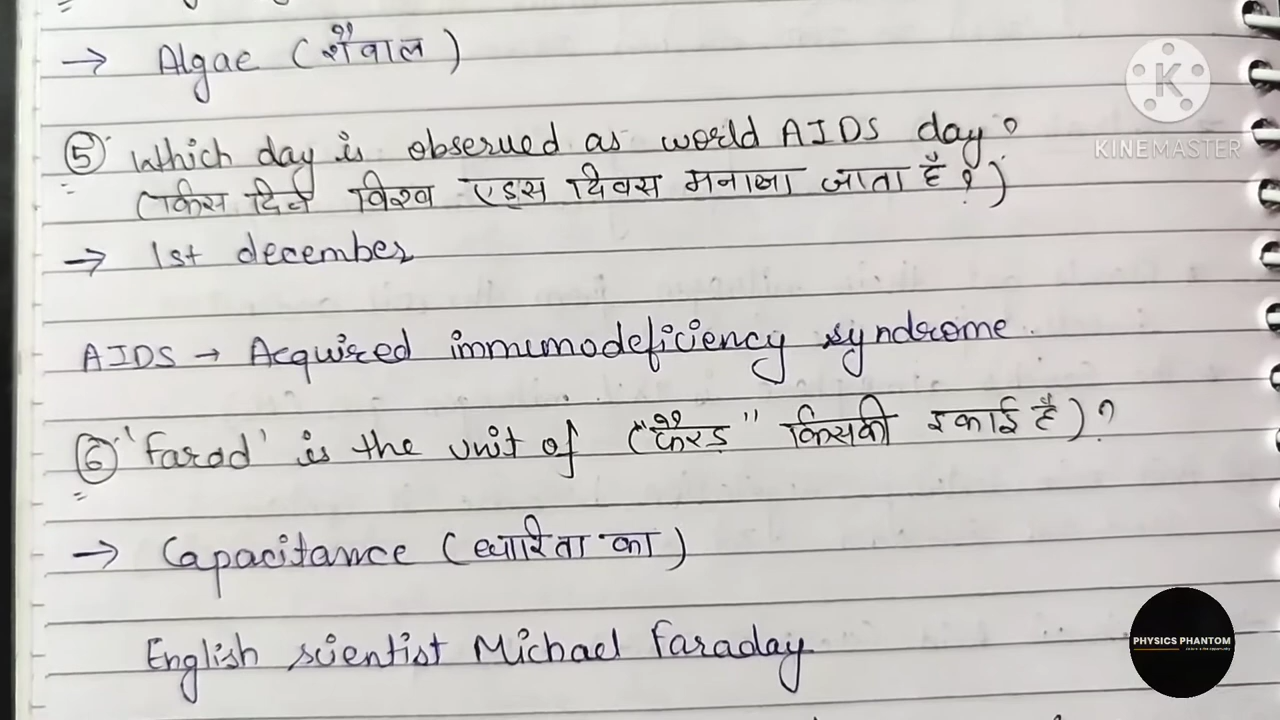 → Algae (शैवाल)
⑤ Which day is observed as world AIDS day?
(किस दिन विश्व एड्स दिवस मनाया जाता है?)
→ 1st december
AIDS → Acquired immunodeficiency syndrome.
⑥ 'Farad' is the unit of ("फैरड" किसकी इकाई है)?
→ Capacitance (धारिता का)
English scientist Michael Faraday
KINEMASTER
PHYSICS PHANTOM